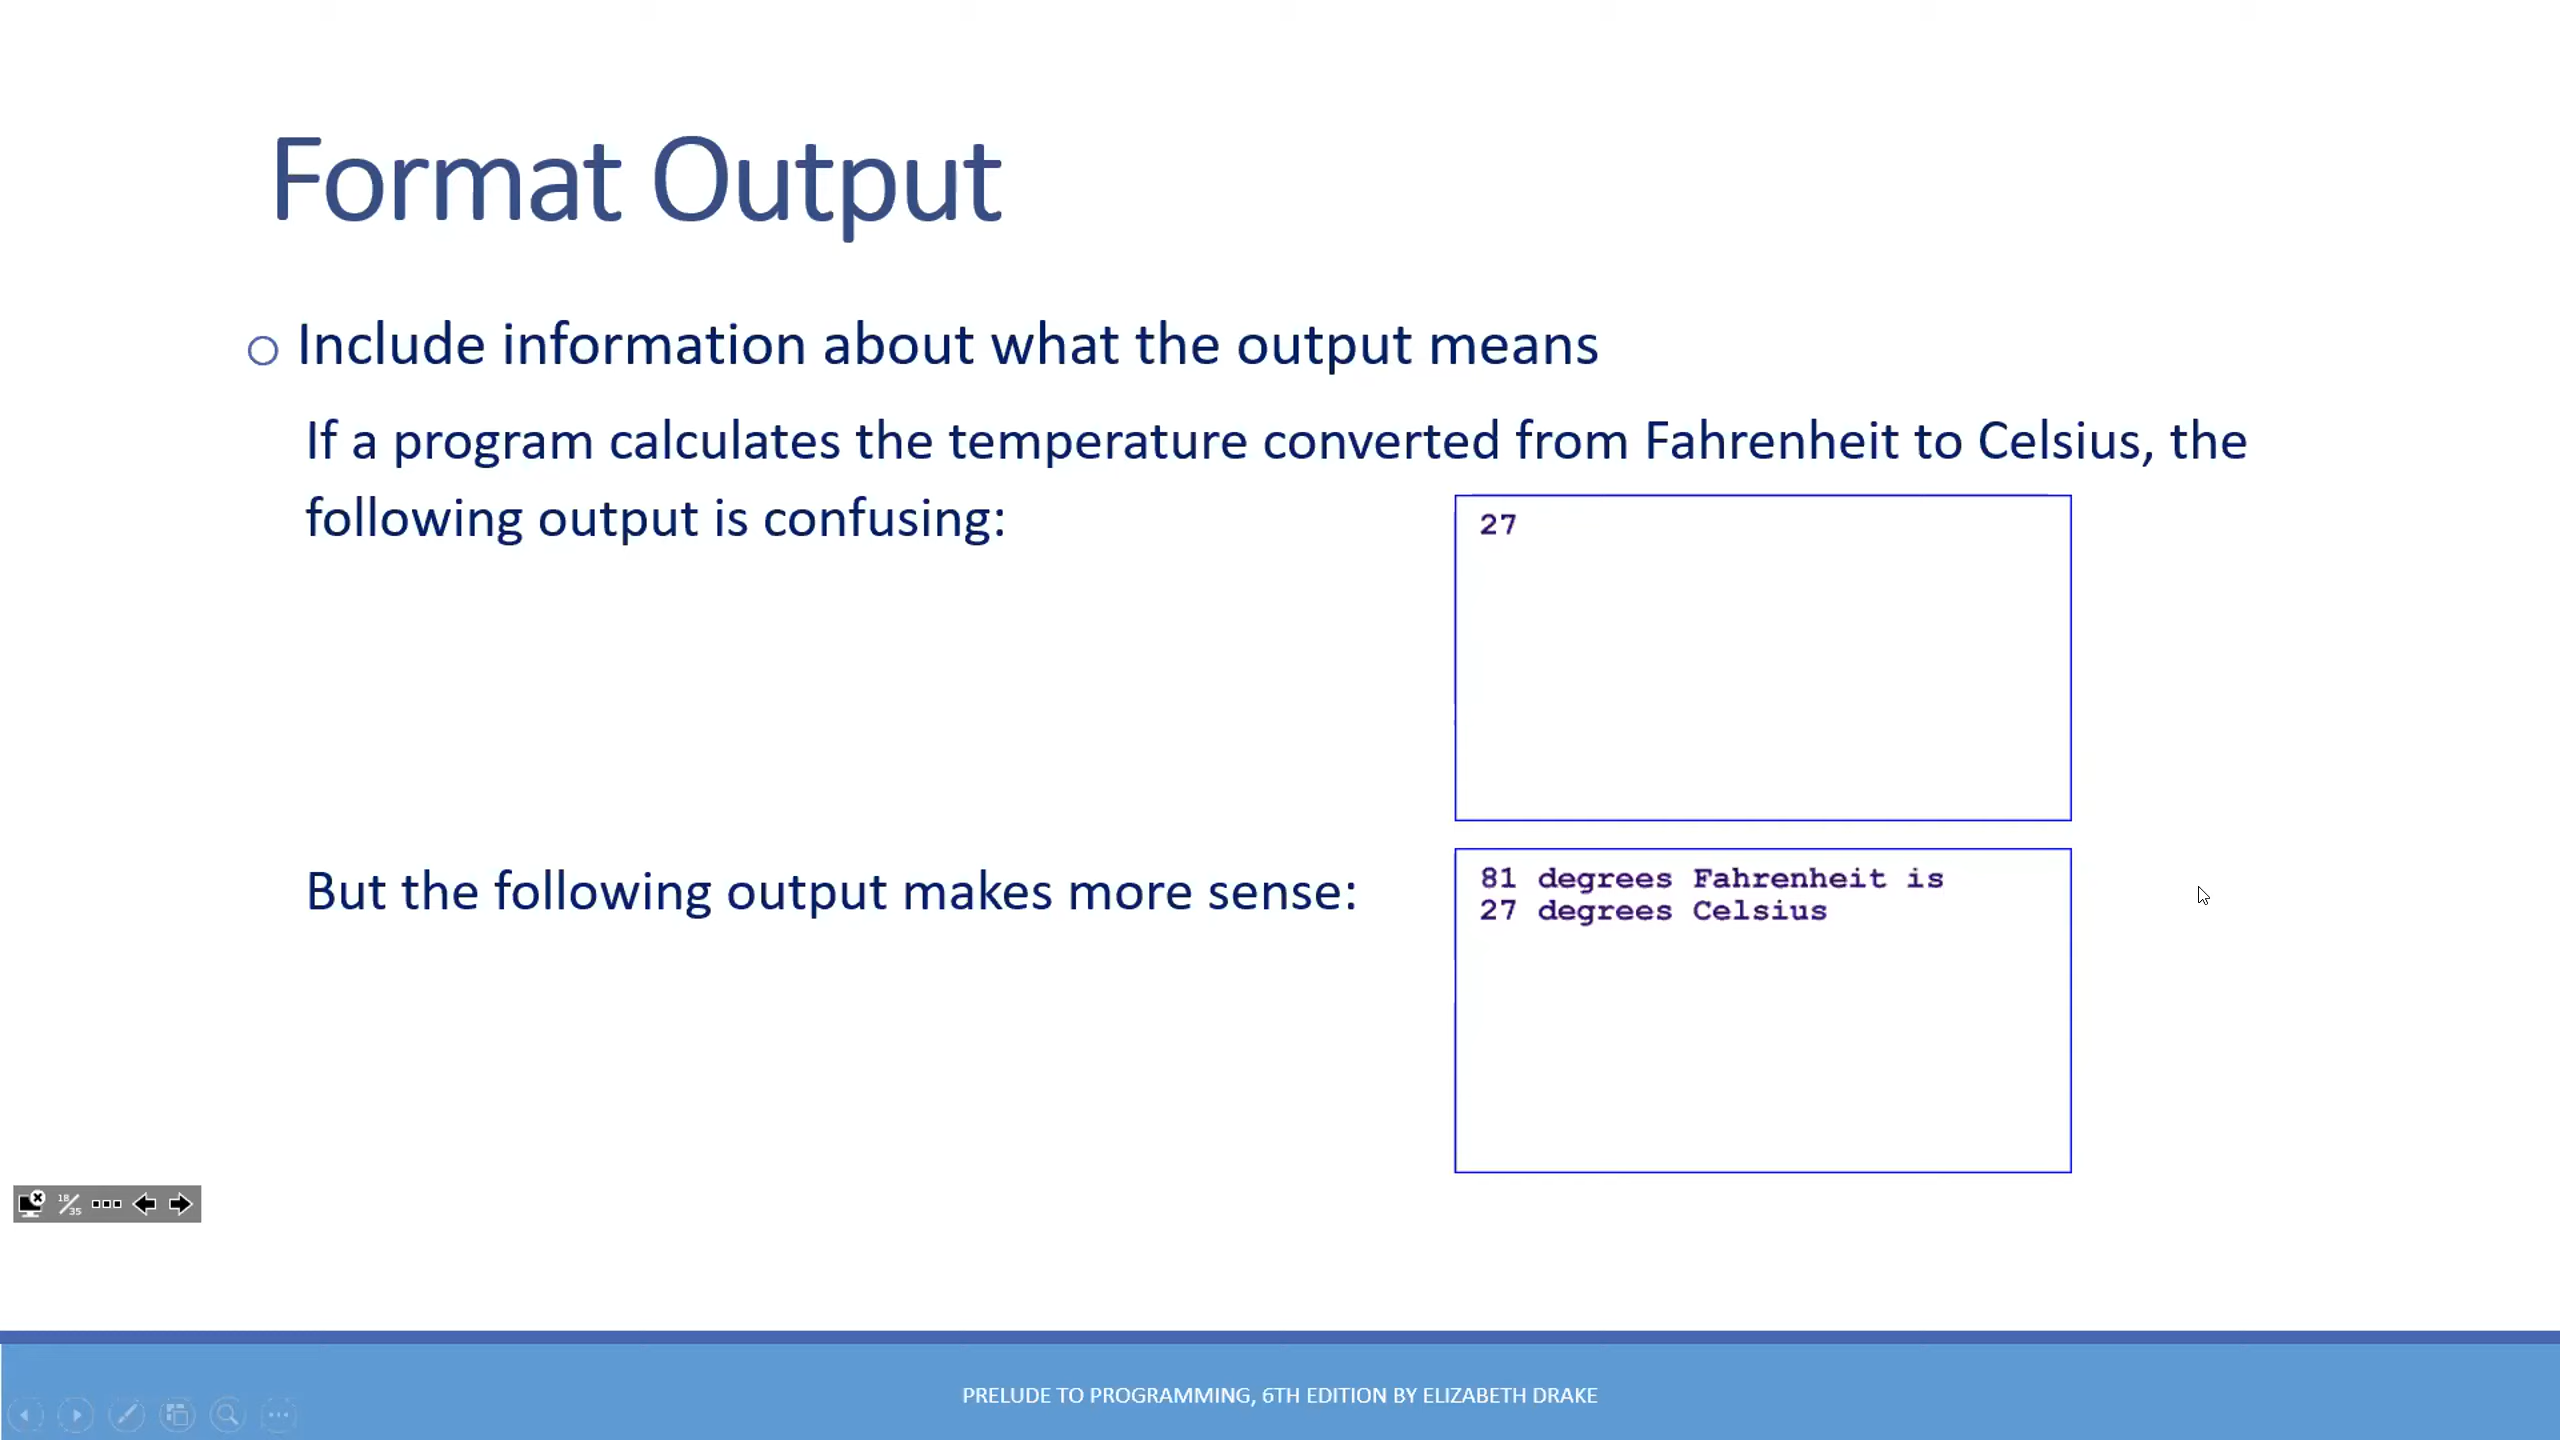 Format Output
Include information about what the output means
If a program calculates the temperature converted from Fahrenheit to Celsius, the
following output is confusing:
27
But the following output makes more sense:
81 degrees Fahrenheit is
27 degrees Celsius
18/35
PRELUDE TO PROGRAMMING, 6TH EDITION BY ELIZABETH DRAKE